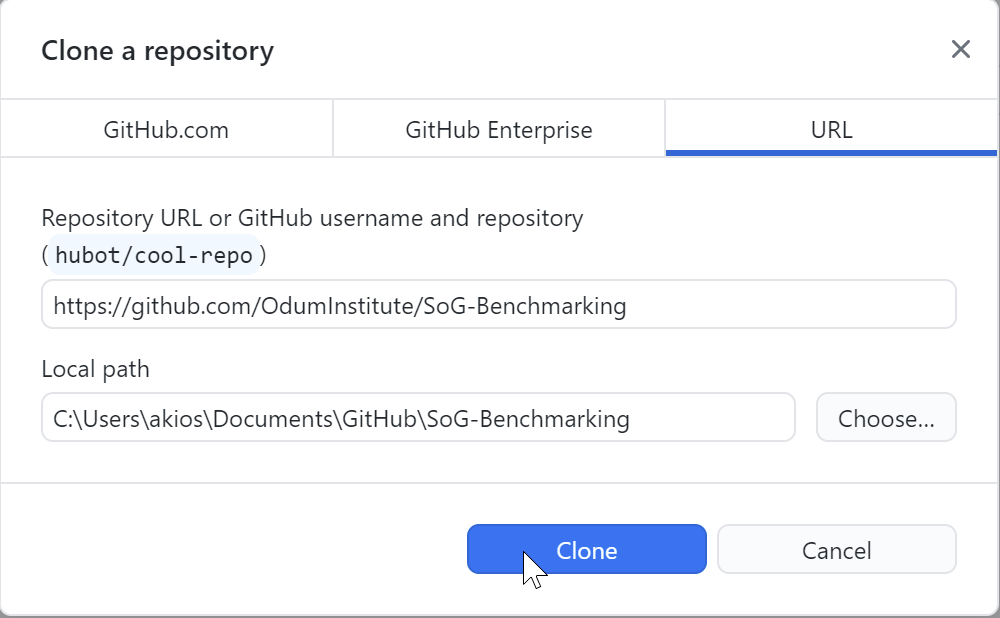 Clone a repository
GitHub.com
GitHub Enterprise
URL
Repository URL or GitHub username and repository
(hubot/cool-repo)
https://github.com/OdumInstitute/SoG-Benchmarking
Local path
C:\Users\akios\Documents\GitHub\SoG-Benchmarking
Choose...
Clone
Cancel